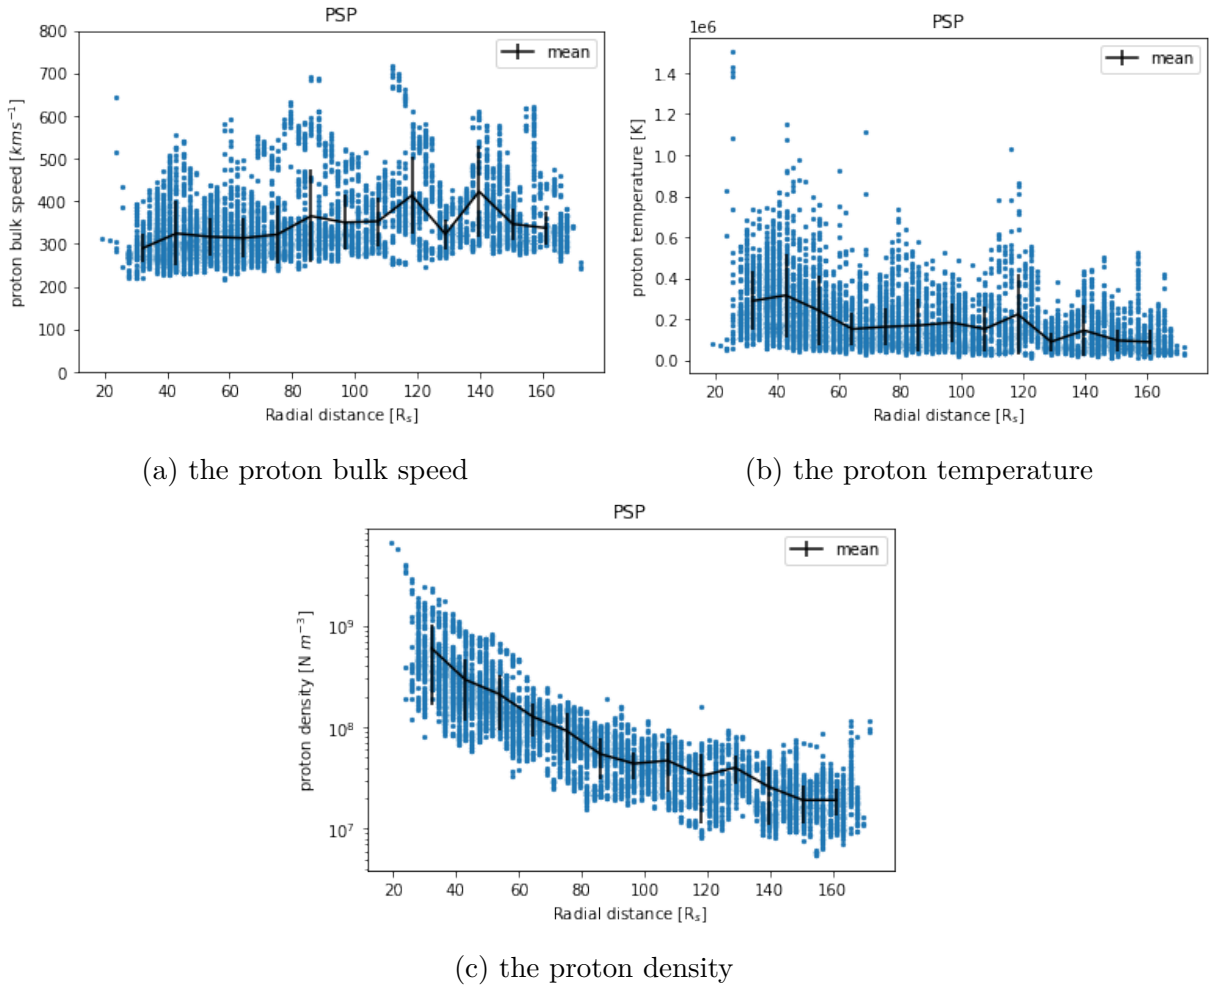 PSP
800
700
600
500
400
300
200
100
0
proton bulk speed [kms⁻¹]
mean
20 40 60 80 100 120 140 160
Radial distance [Rₛ]
(a) the proton bulk speed
PSP
1e6
1.4
1.2
1.0
0.8
0.6
0.4
0.2
0.0
proton temperature [K]
mean
20 40 60 80 100 120 140 160
Radial distance [Rₛ]
(b) the proton temperature
PSP
10⁹
10⁸
10⁷
proton density [N m⁻³]
mean
20 40 60 80 100 120 140 160
Radial distance [Rₛ]
(c) the proton density